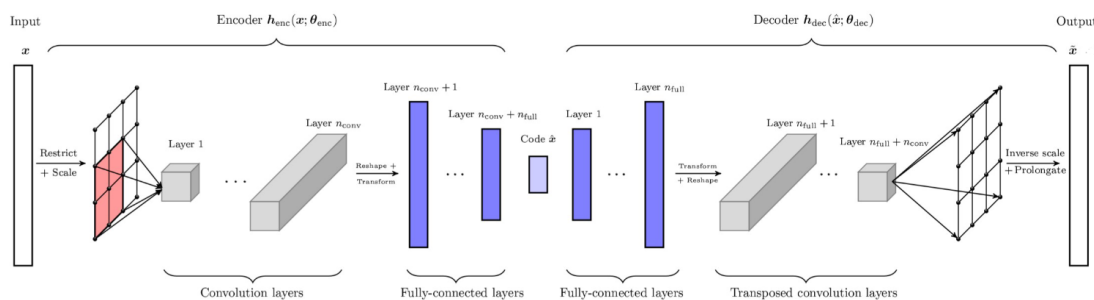 Input
Encoder h_enc(x; θ_enc)
Decoder h_dec(x̂; θ_dec)
Output
x
x̃
Layer n_conv + 1
Layer n_full
Layer n_conv
Layer n_conv + n_full
Layer 1
Layer n_full + 1
Layer 1
Code x̂
Layer n_full + n_conv
Restrict
+ Scale
Reshape +
Transform
Transform
+ Reshape
Inverse scale
+ Prolongate
...
...
...
...
Convolution layers
Fully-connected layers
Fully-connected layers
Transposed convolution layers